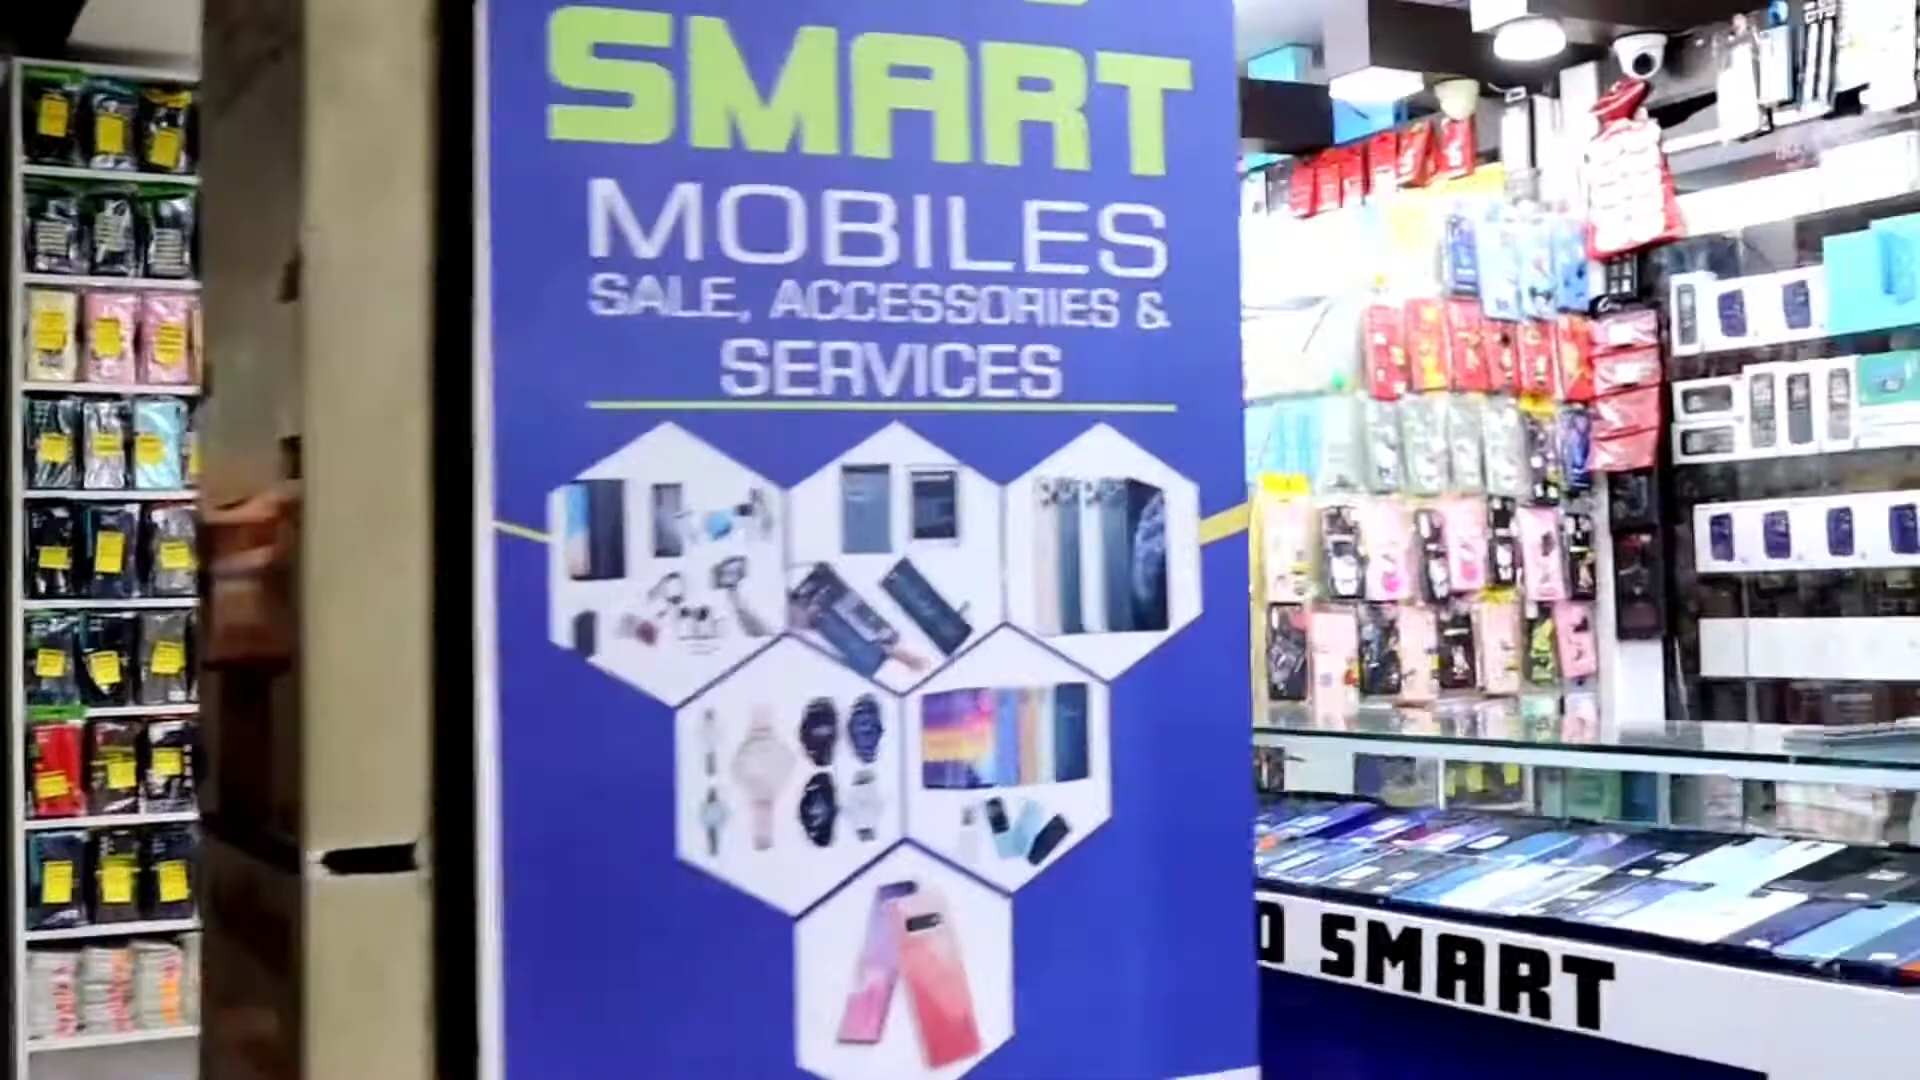 SMART
MOBILES
SALE, ACCESSORIES &
SERVICES
SMART